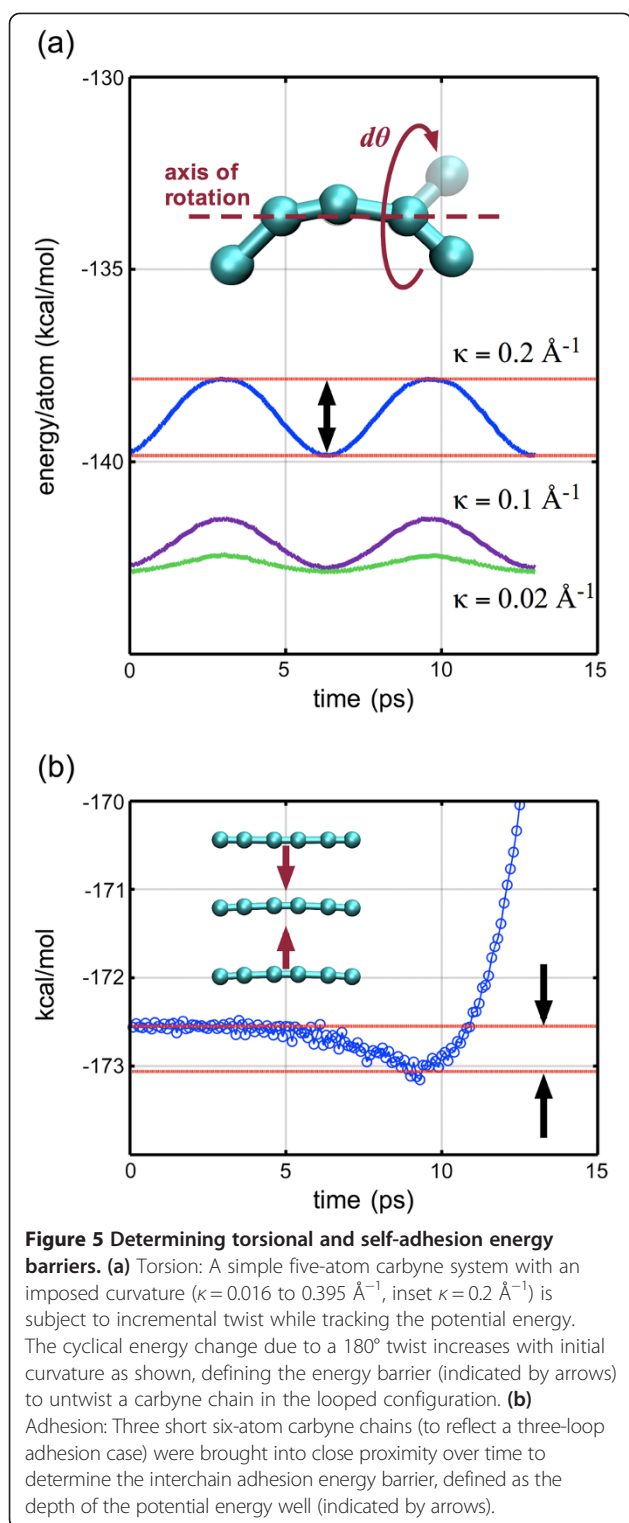 (a)
-130
dθ
axis of
rotation
-135
κ = 0.2 Å⁻¹
energy/atom (kcal/mol)
-140
κ = 0.1 Å⁻¹
κ = 0.02 Å⁻¹
0 5 10 15
time (ps)
(b)
-170
-171
kcal/mol
-172
-173
0 5 10 15
time (ps)
Figure 5 Determining torsional and self-adhesion energy
barriers. (a) Torsion: A simple five-atom carbyne system with an
imposed curvature (κ = 0.016 to 0.395 Å⁻¹, inset κ = 0.2 Å⁻¹) is
subject to incremental twist while tracking the potential energy.
The cyclical energy change due to a 180° twist increases with initial
curvature as shown, defining the energy barrier (indicated by arrows)
to untwist a carbyne chain in the looped configuration. (b)
Adhesion: Three short six-atom carbyne chains (to reflect a three-loop
adhesion case) were brought into close proximity over time to
determine the interchain adhesion energy barrier, defined as the
depth of the potential energy well (indicated by arrows).